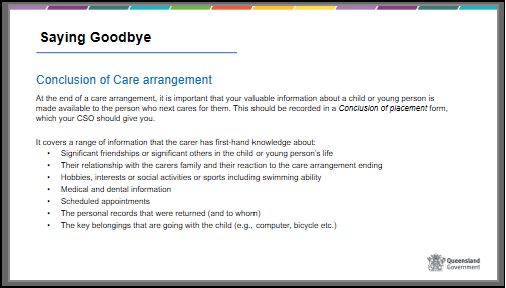 Saying Goodbye
Conclusion of Care arrangement
At the end of a care arrangement, it is important that your valuable information about a child or young person is
made available to the person who next cares for them. This should be recorded in a Conclusion of placement form,
which your CSO should give you.
It covers a range of information that the carer has first-hand knowledge about:
• Significant friendships or significant others in the child or young person's life
• Their relationship with the carers family and their reaction to the care arrangement ending
• Hobbies, interests or social activities or sports including swimming ability
• Medical and dental information
• Scheduled appointments
• The personal records that were returned (and to whom)
• The key belongings that are going with the child (e.g., computer, bicycle etc.)
Queensland
Government